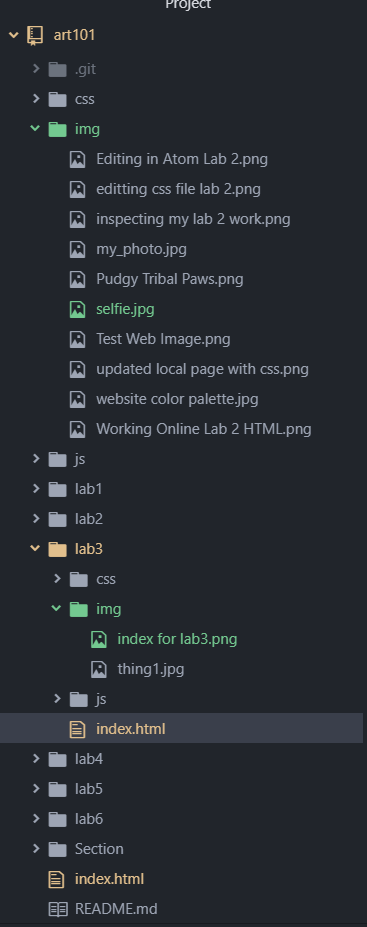 Project
art101
.git
css
img
Editing in Atom Lab 2.png
editting css file lab 2.png
inspecting my lab 2 work.png
my_photo.jpg
Pudgy Tribal Paws.png
selfie.jpg
Test Web Image.png
updated local page with css.png
website color palette.jpg
Working Online Lab 2 HTML.png
js
lab1
lab2
lab3
css
img
index for lab3.png
thing1.jpg
js
index.html
lab4
lab5
lab6
Section
index.html
README.md